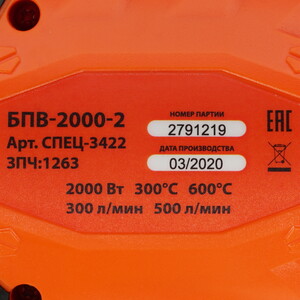 БПВ-2000-2
Арт. СПЕЦ-3422
ЗПЧ:1263
НОМЕР ПАРТИИ
2791219
ДАТА ПРОИЗВОДСТВА
03/2020
EAC
2000 Вт 300°C 600°C
300 л/мин 500 л/мин